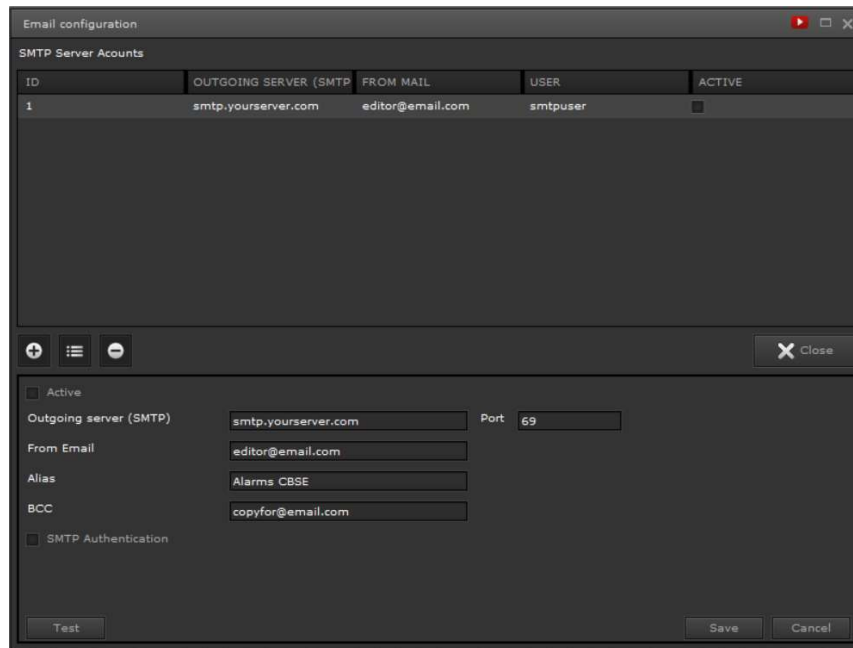 Email configuration
SMTP Server Acounts
ID OUTGOING SERVER (SMTP FROM MAIL USER ACTIVE
1 smtp.yourserver.com editor@email.com smtpuser
Close
Active
Outgoing server (SMTP) smtp.yourserver.com Port 69
From Email editor@email.com
Alias Alarms CBSE
BCC copyfor@email.com
SMTP Authentication
Test Save Cancel